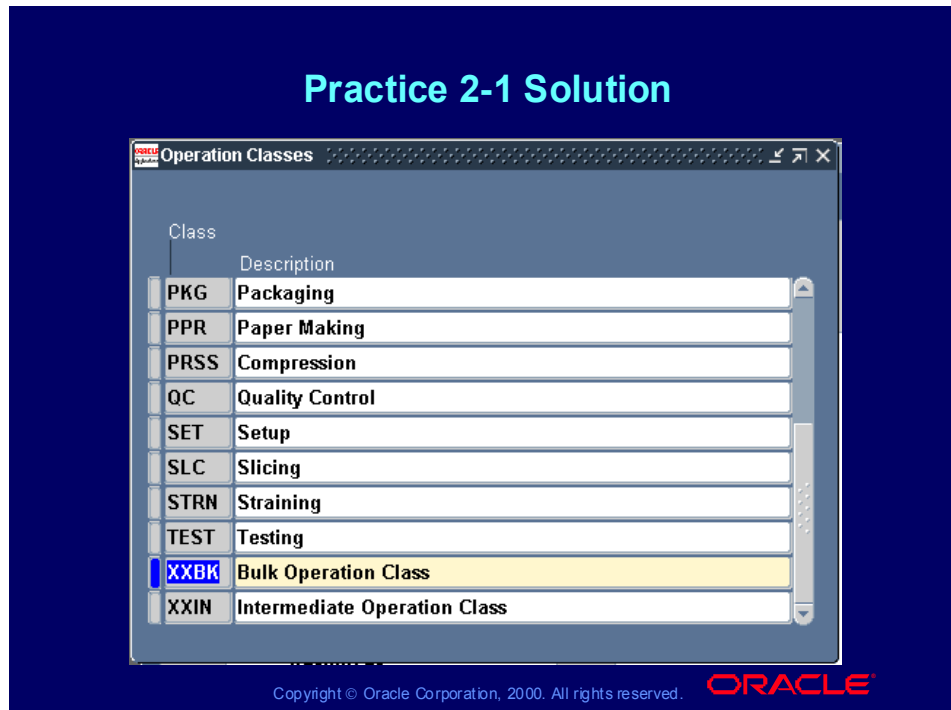 Practice 2-1 Solution
Operation Classes
Class
Description
PKG Packaging
PPR Paper Making
PRSS Compression
QC Quality Control
SET Setup
SLC Slicing
STRN Straining
TEST Testing
XXBK Bulk Operation Class
XXIN Intermediate Operation Class
Copyright © Oracle Corporation, 2000. All rights reserved.
ORACLE®